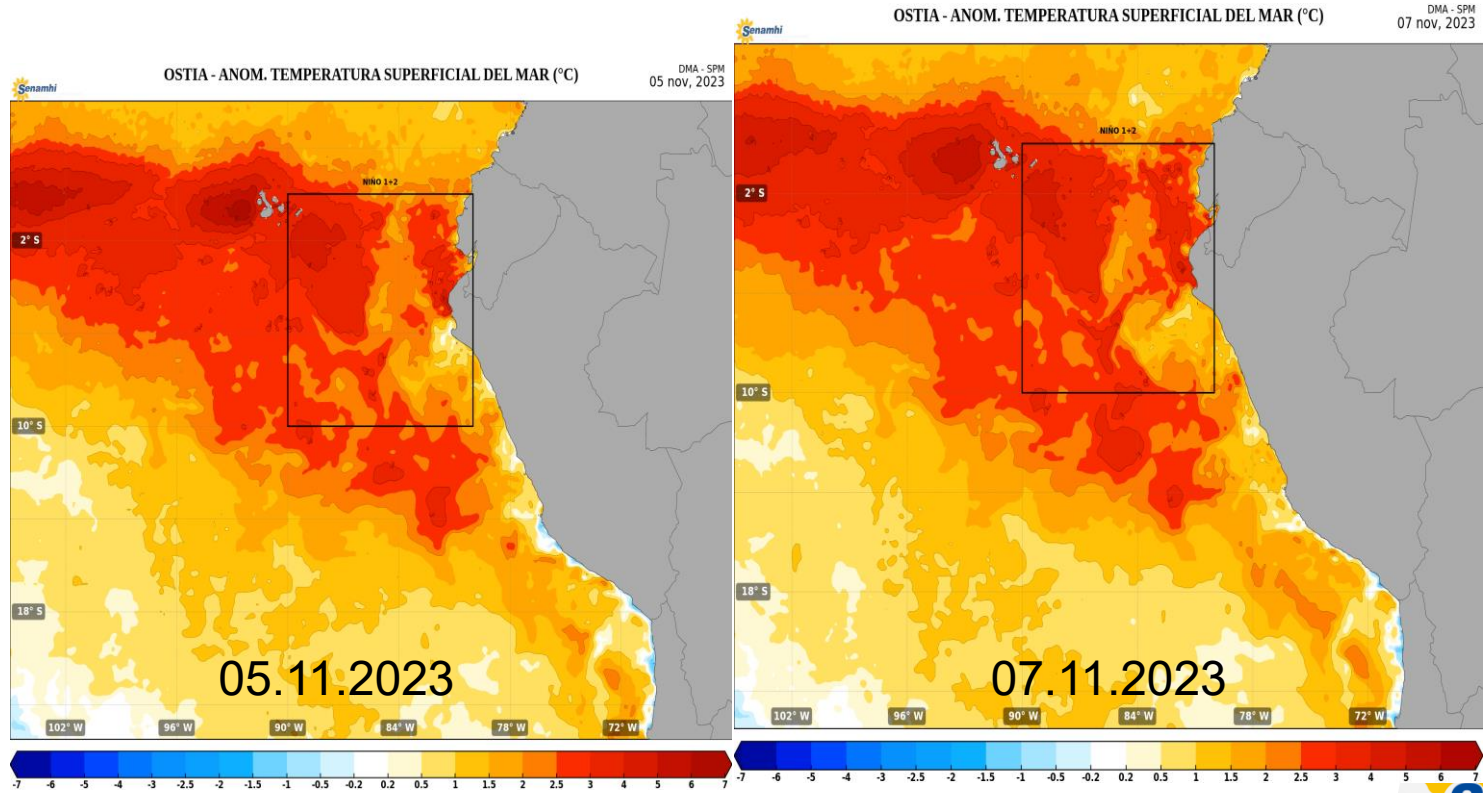 OSTIA - ANOM. TEMPERATURA SUPERFICIAL DEL MAR (°C)
DMA - SPM
05 nov, 2023
Senamhi
NIÑO 1+2
2° S
10° S
18° S
05.11.2023
102° W 96° W 90° W 84° W 78° W 72° W
-7 -6 -5 -4 -3 -2.5 -2 -1.5 -1 -0.5 -0.2 0.2 0.5 1 1.5 2 2.5 3 4 5 6 7
OSTIA - ANOM. TEMPERATURA SUPERFICIAL DEL MAR (°C)
DMA - SPM
07 nov, 2023
Senamhi
NIÑO 1+2
2° S
10° S
18° S
07.11.2023
102° W 96° W 90° W 84° W 78° W 72° W
-7 -6 -5 -4 -3 -2.5 -2 -1.5 -1 -0.5 -0.2 0.2 0.5 1 1.5 2 2.5 3 4 5 6 7